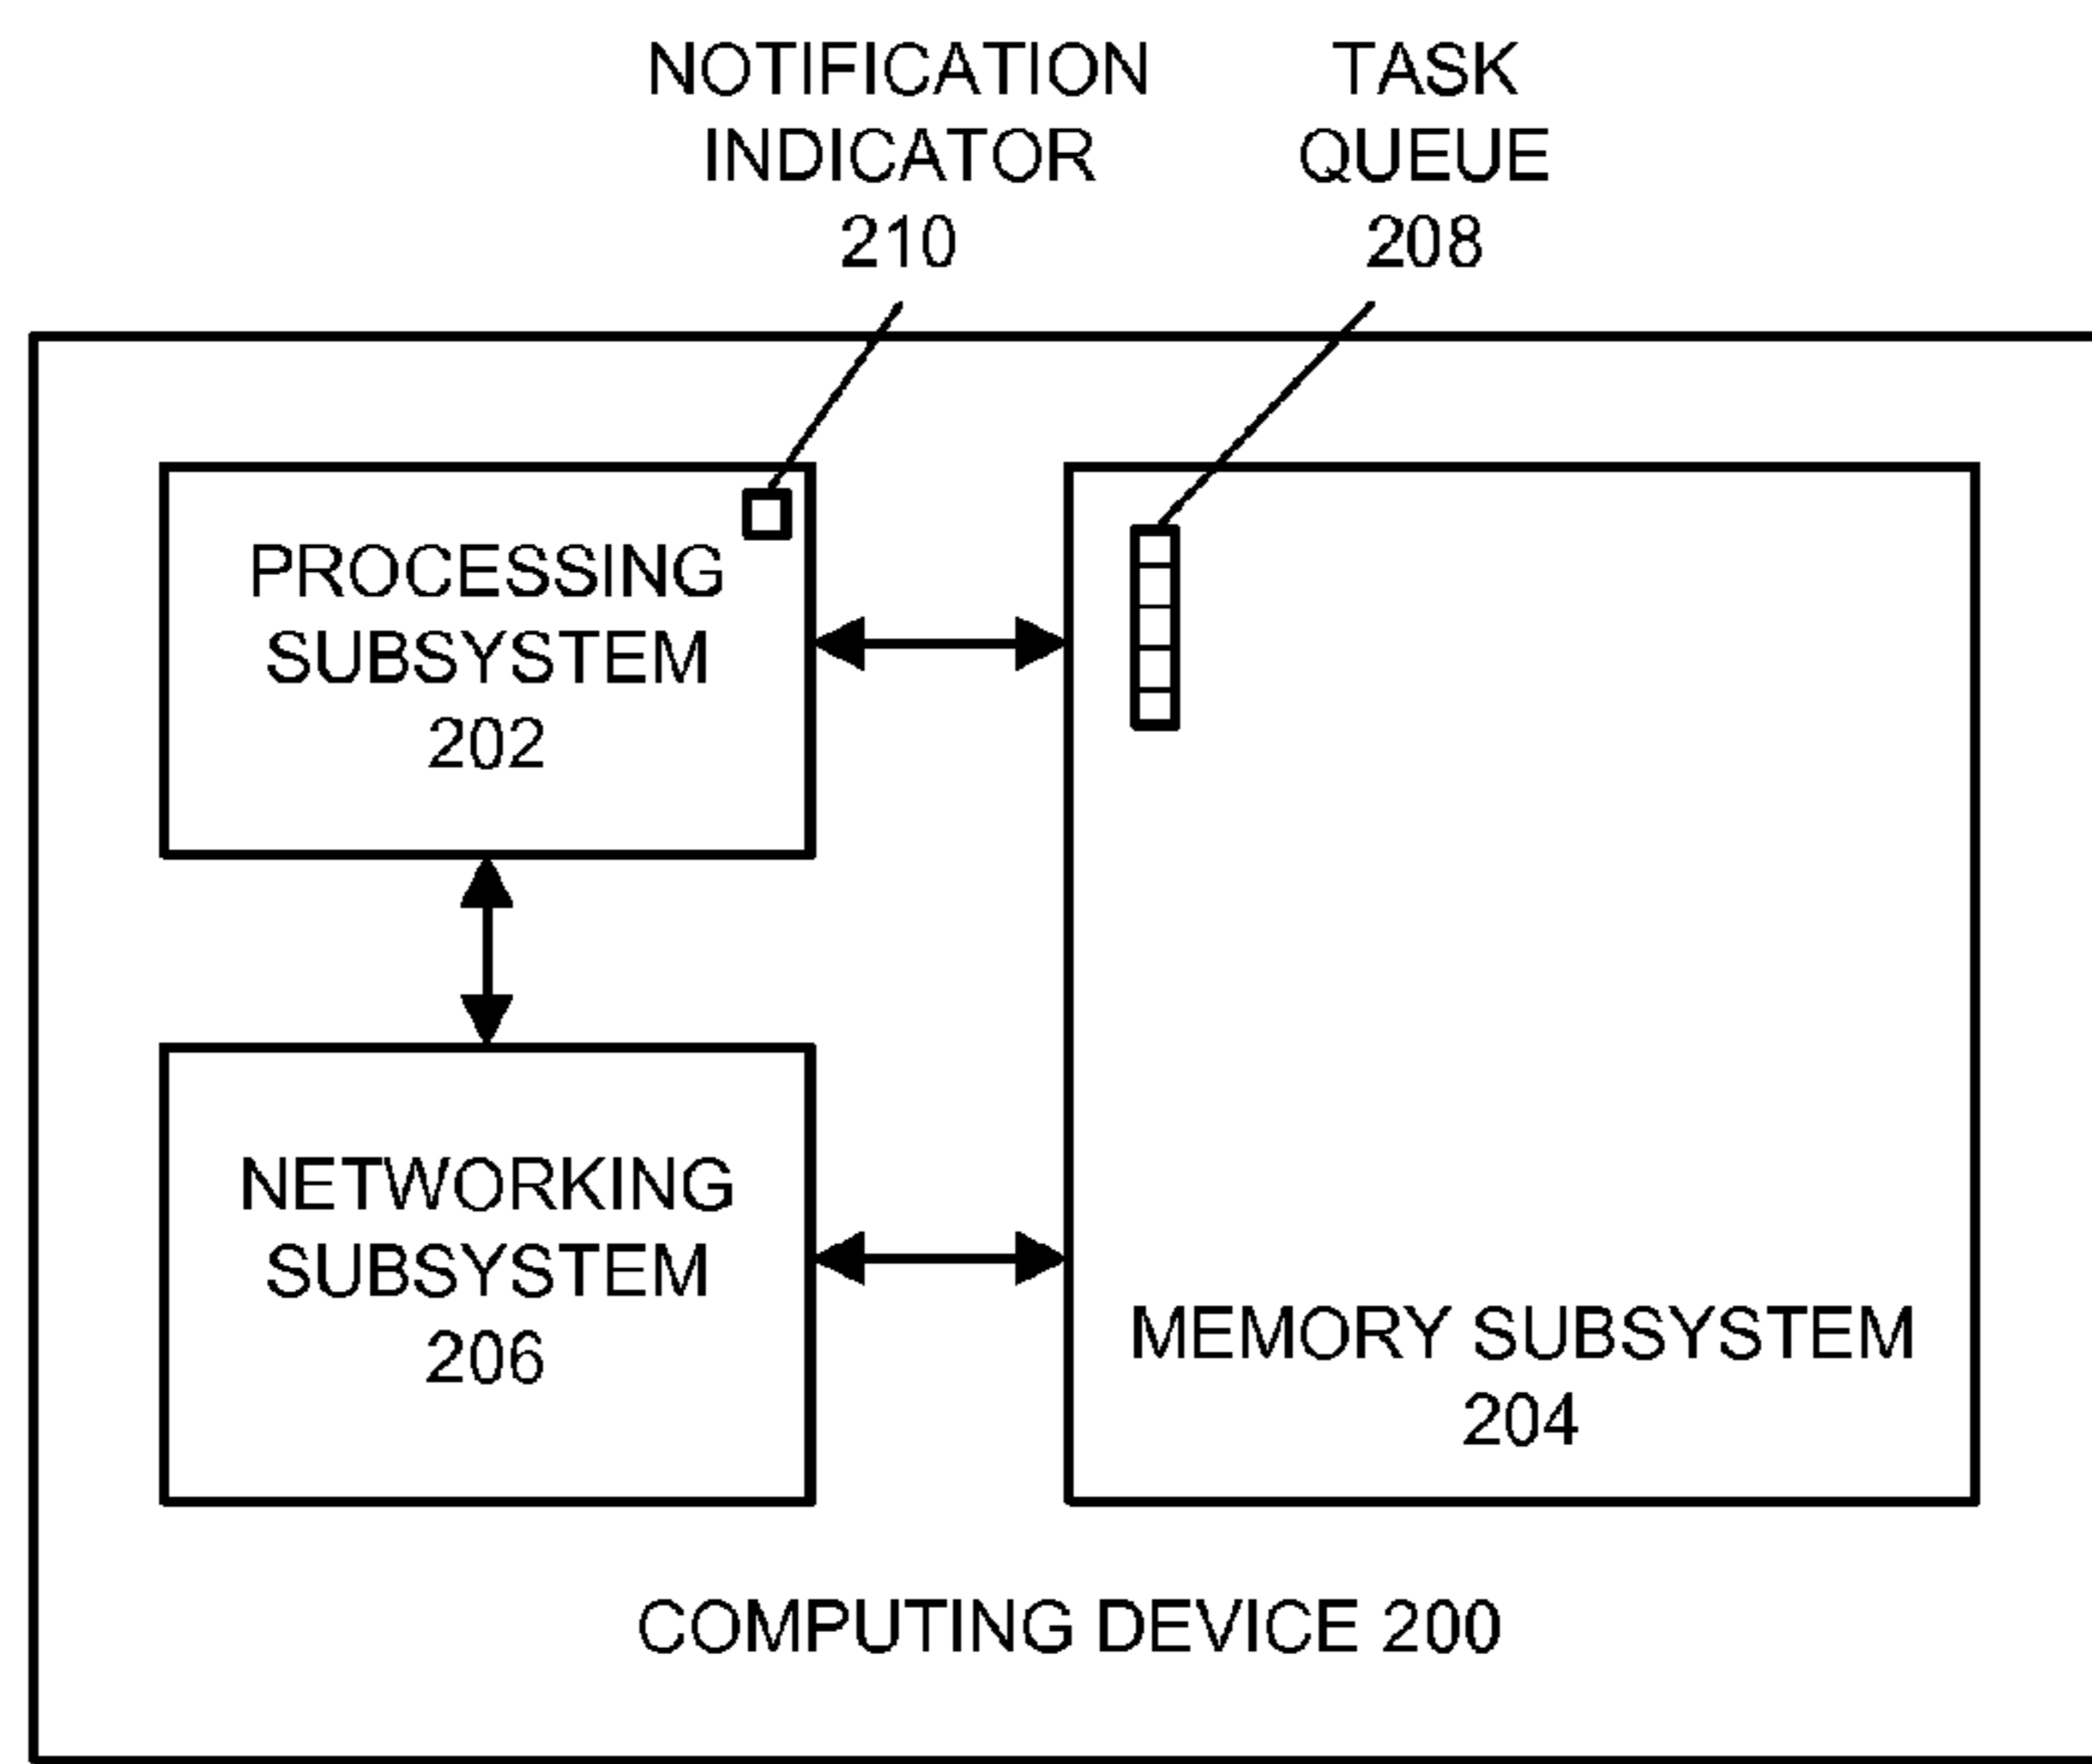 NOTIFICATION
INDICATOR
210
TASK
QUEUE
208
PROCESSING
SUBSYSTEM
202
NETWORKING
SUBSYSTEM
206
MEMORY SUBSYSTEM
204
COMPUTING DEVICE 200